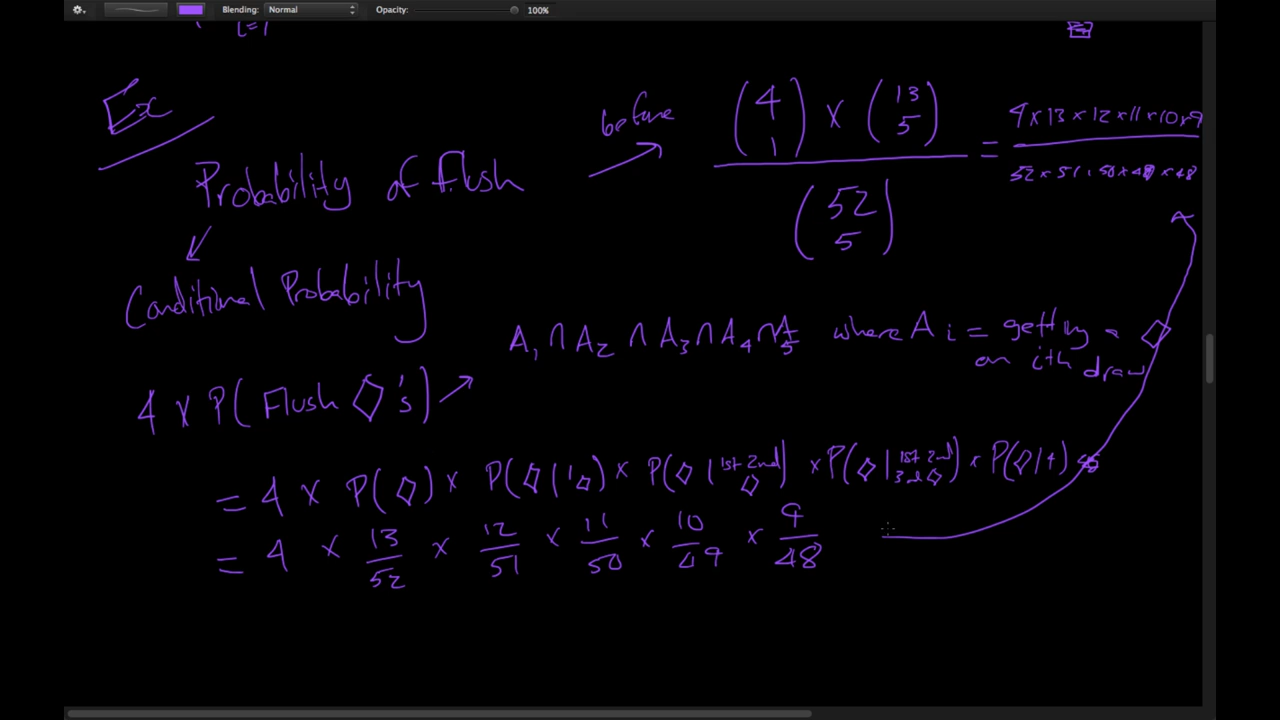 Blending: Normal Opacity: 100%
i=1
Ex
before (4 1) × (13 5) / (52 5) = 4×13×12×11×10×9 / 52×51×50×49×48
Probability of flush
Conditional Probability
A₁ ∩ A₂ ∩ A₃ ∩ A₄ ∩ A₅ where Ai = getting a ◇
on ith draw
4 × P( Flush ◇'s)
= 4 × P(◇) × P(◇|1◇) × P(◇|1st 2nd ◇) × P(◇|1st 2nd 3rd ◇) × P(◇|4)
= 4 × 13/52 × 12/51 × 11/50 × 10/49 × 9/48